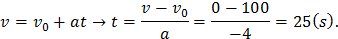 v = v₀ + at → t = (v − v₀)/a = (0 − 100)/(−4) = 25(s).